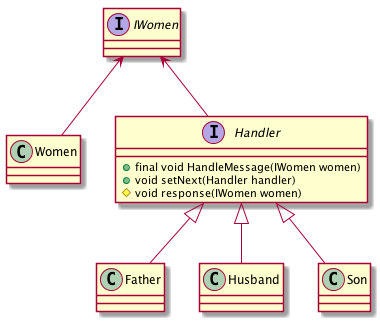 I IWomen
C Women
I Handler
final void HandleMessage(IWomen women)
void setNext(Handler handler)
void response(IWomen women)
C Father
C Husband
C Son